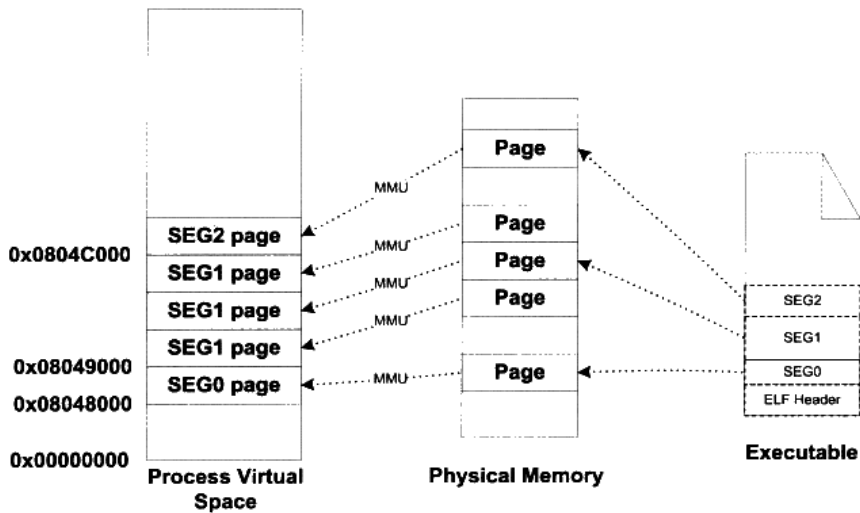 Page
MMU
SEG2 page
Page
0x0804C000
MMU
SEG1 page
Page
MMU
SEG1 page
Page
SEG2
MMU
SEG1 page
SEG1
0x08049000
SEG0 page
MMU
Page
SEG0
0x08048000
ELF Header
0x00000000
Process Virtual
Space
Physical Memory
Executable